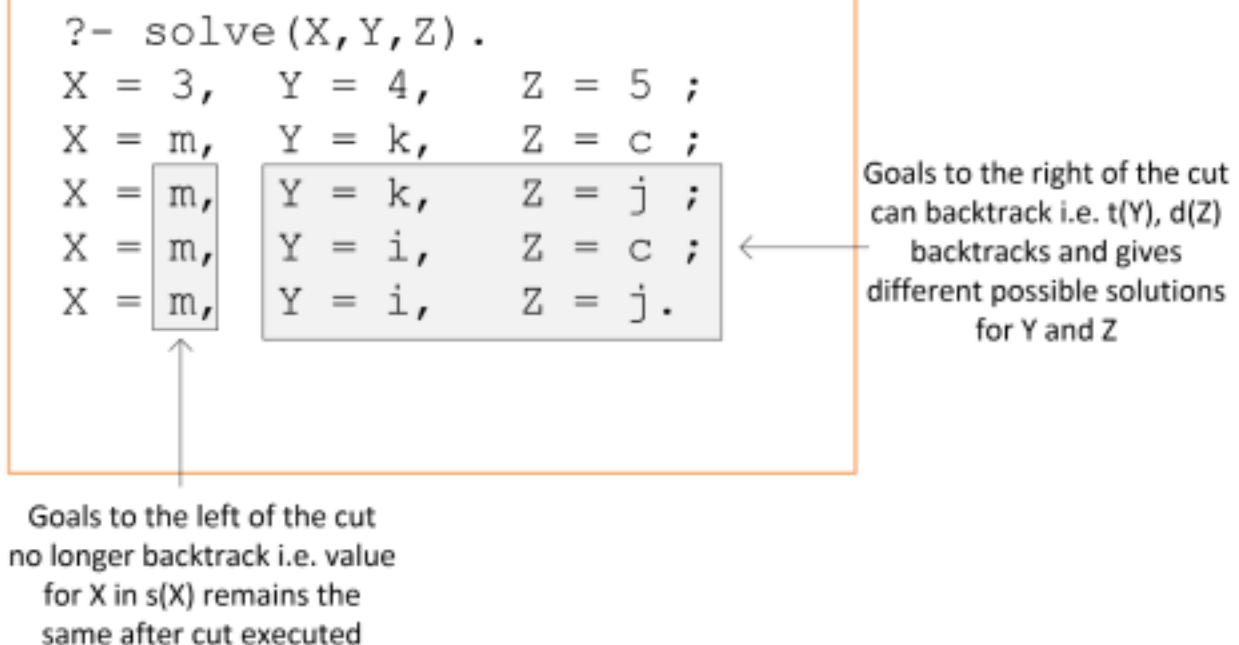 ?- solve(X,Y,Z).
X = 3, Y = 4, Z = 5 ;
X = m, Y = k, Z = c ;
X = m, Y = k, Z = j ;
X = m, Y = i, Z = c ;
X = m, Y = i, Z = j.
Goals to the right of the cut
can backtrack i.e. t(Y), d(Z)
backtracks and gives
different possible solutions
for Y and Z
Goals to the left of the cut
no longer backtrack i.e. value
for X in s(X) remains the
same after cut executed